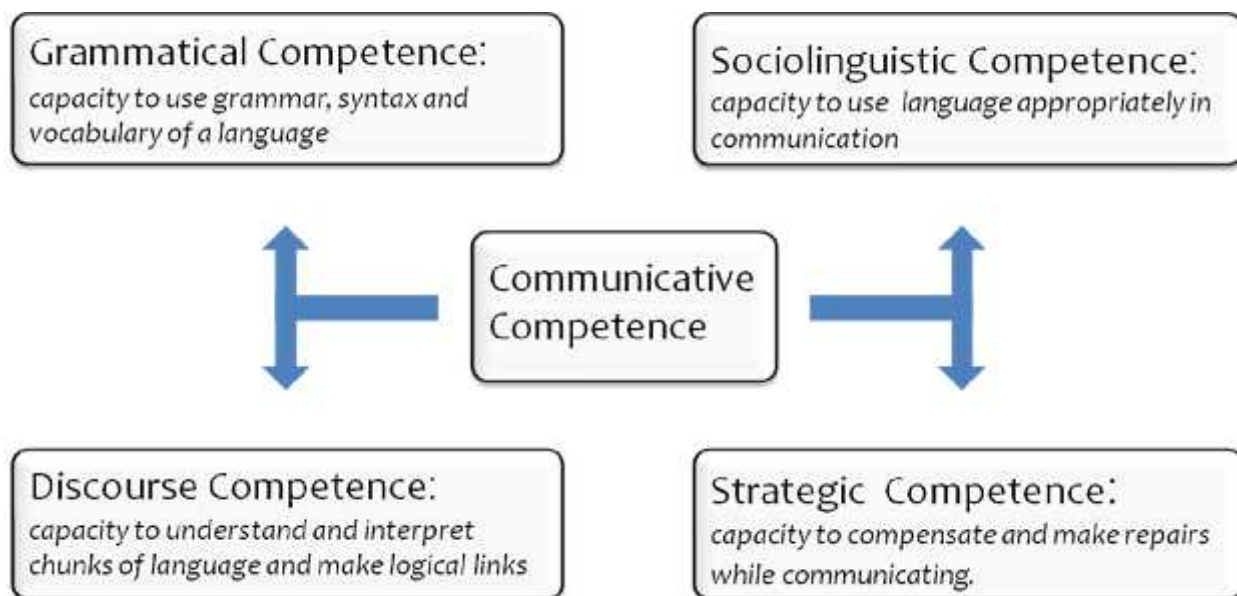 Grammatical Competence:
capacity to use grammar, syntax and
vocabulary of a language
Sociolinguistic Competence:
capacity to use language appropriately in
communication
Communicative
Competence
Discourse Competence:
capacity to understand and interpret
chunks of language and make logical links
Strategic Competence:
capacity to compensate and make repairs
while communicating.